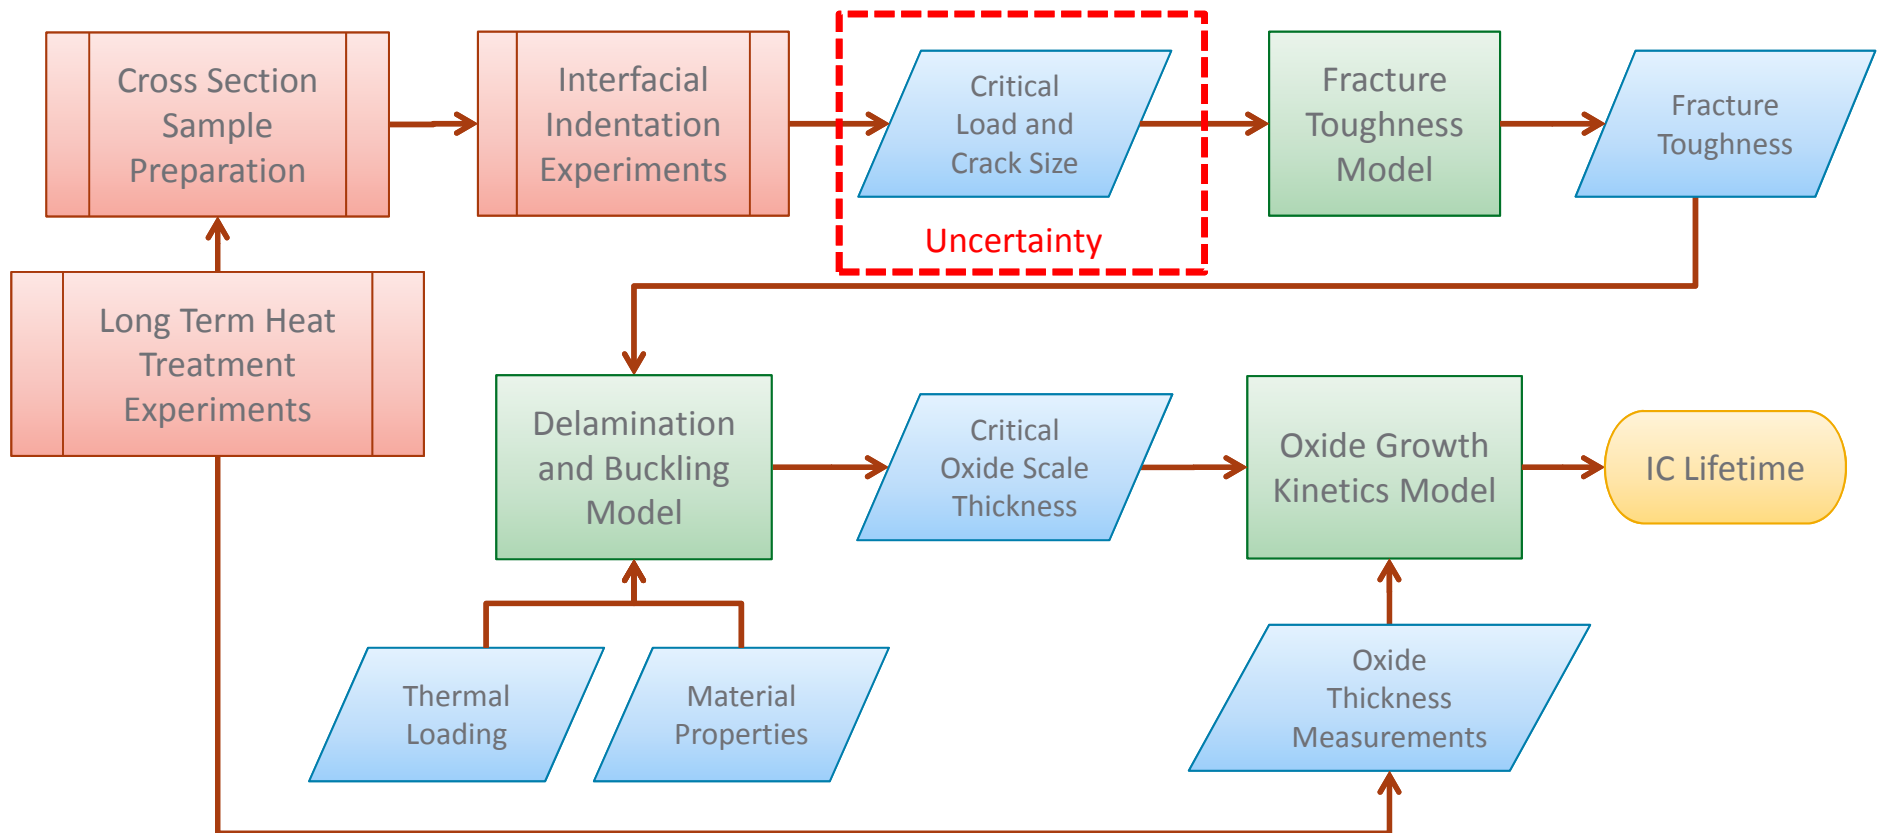 Cross Section
Sample
Preparation
Interfacial
Indentation
Experiments
Critical
Load and
Crack Size
Uncertainty
Fracture
Toughness
Model
Fracture
Toughness
Long Term Heat
Treatment
Experiments
Delamination
and Buckling
Model
Critical
Oxide Scale
Thickness
Oxide Growth
Kinetics Model
IC Lifetime
Thermal
Loading
Material
Properties
Oxide
Thickness
Measurements